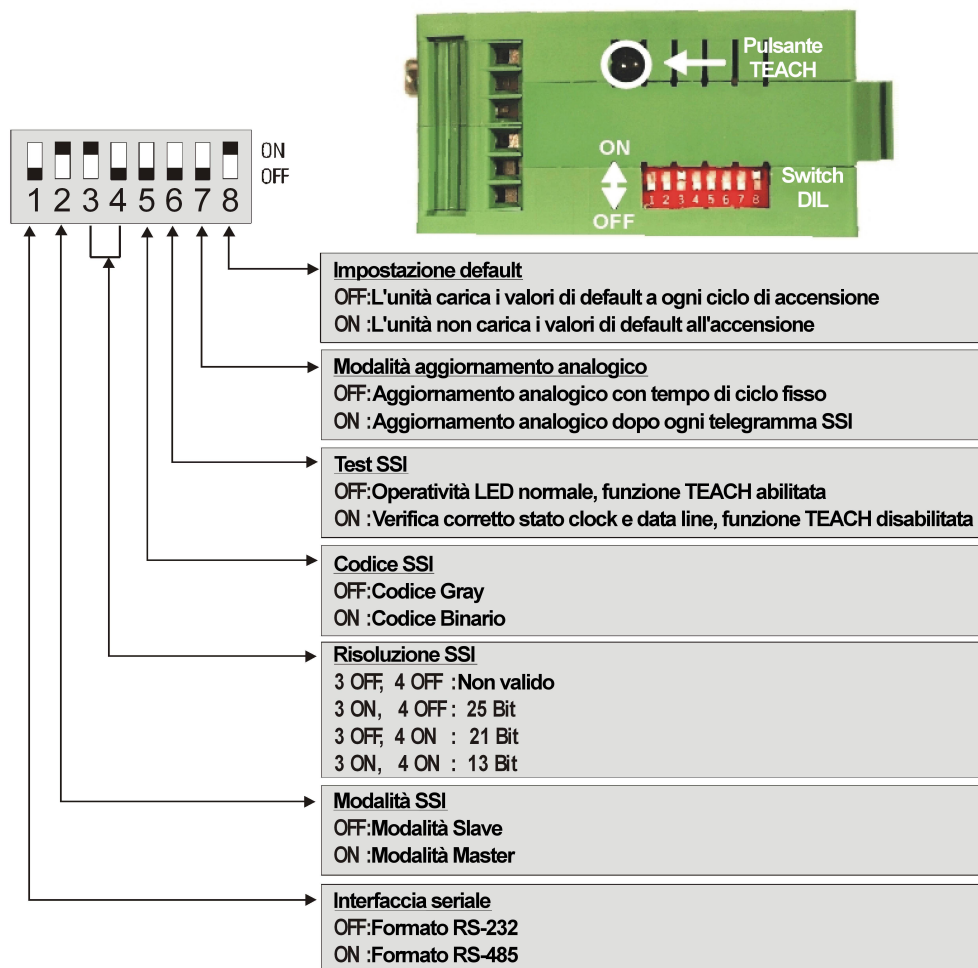 Pulsante
TEACH
ON
OFF
1 2 3 4 5 6 7 8
ON
OFF
1 2 3 4 5 6 7 8
Switch
DIL
Impostazione default
OFF:L'unità carica i valori di default a ogni ciclo di accensione
ON :L'unità non carica i valori di default all'accensione
Modalità aggiornamento analogico
OFF:Aggiornamento analogico con tempo di ciclo fisso
ON :Aggiornamento analogico dopo ogni telegramma SSI
Test SSI
OFF:Operatività LED normale, funzione TEACH abilitata
ON :Verifica corretto stato clock e data line, funzione TEACH disabilitata
Codice SSI
OFF:Codice Gray
ON :Codice Binario
Risoluzione SSI
3 OFF, 4 OFF :Non valido
3 ON, 4 OFF : 25 Bit
3 OFF, 4 ON : 21 Bit
3 ON, 4 ON : 13 Bit
Modalità SSI
OFF:Modalità Slave
ON :Modalità Master
Interfaccia seriale
OFF:Formato RS-232
ON :Formato RS-485